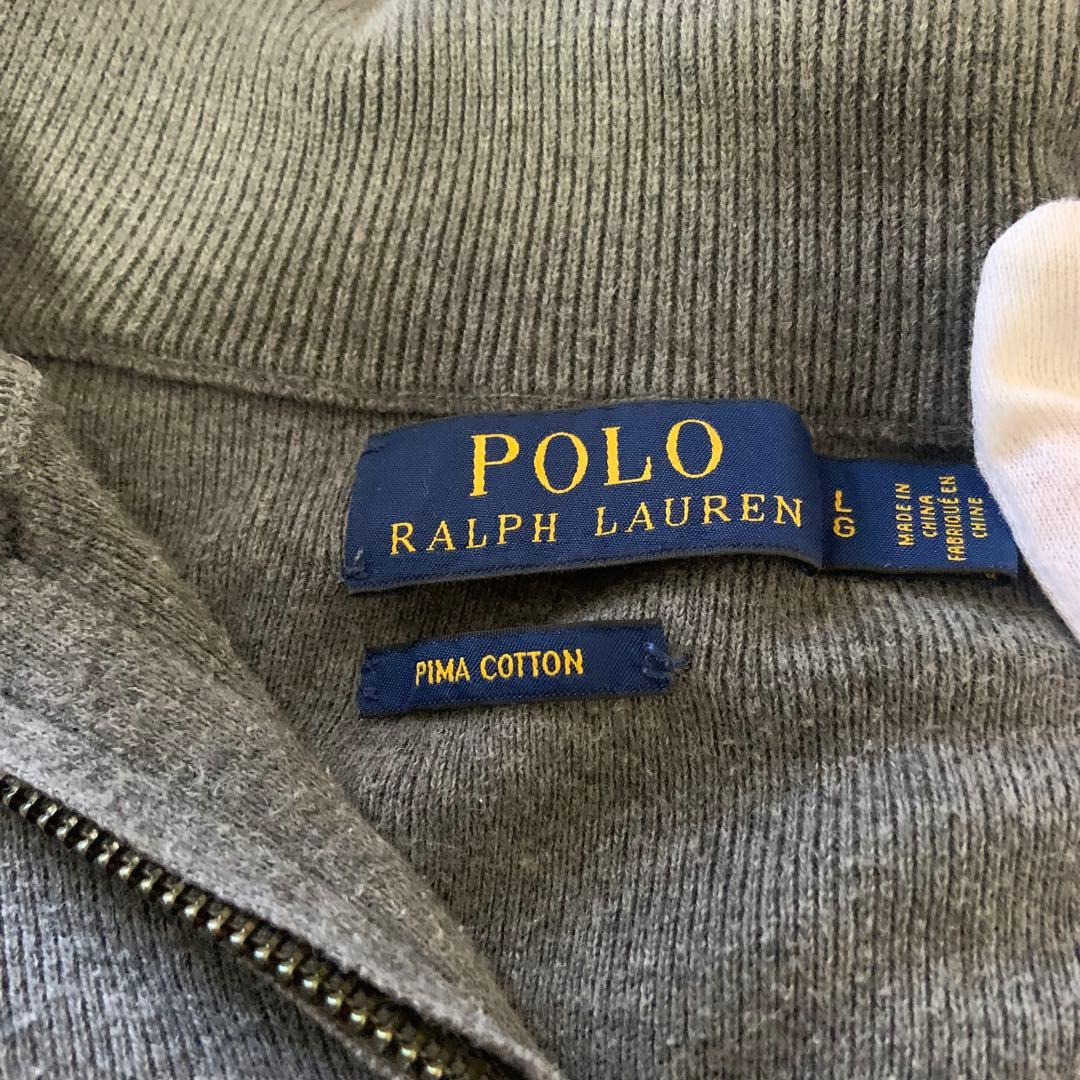 POLO
RALPH LAUREN
L
G
MADE IN
CHINA
FABRIQUÉ EN
CHINE
PIMA COTTON